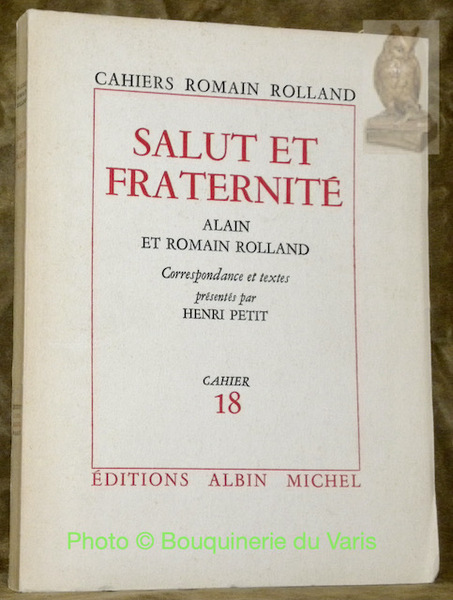 CAHIERS ROMAIN ROLLAND
SALUT ET
FRATERNITÉ
ALAIN
ET ROMAIN ROLLAND
Correspondance et textes
présentés par
HENRI PETIT
CAHIER
18
ÉDITIONS ALBIN MICHEL
Photo © Bouquinerie du Varis